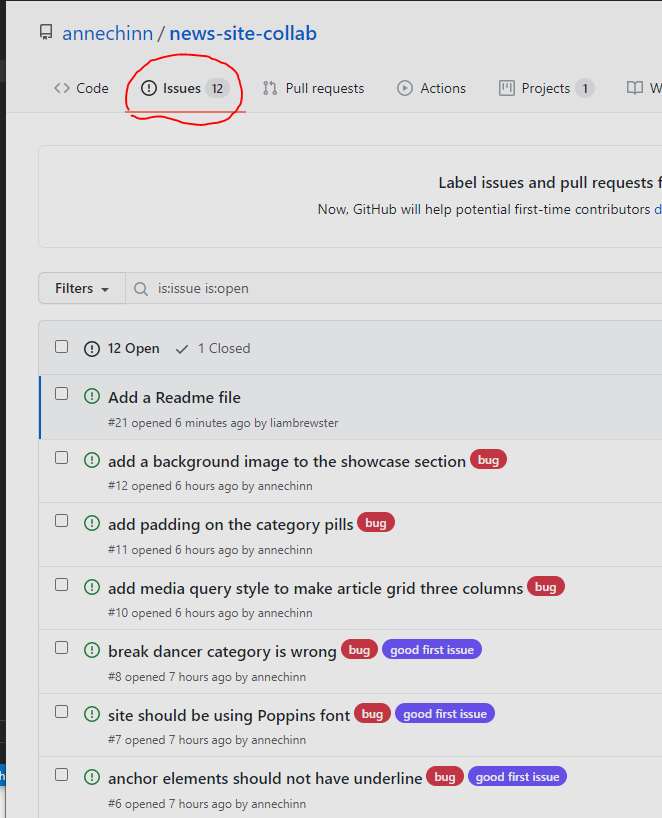 annechinn / news-site-collab
Code Issues 12 Pull requests Actions Projects 1
Label issues and pull requests
Now, GitHub will help potential first-time contributors
Filters is:issue is:open
12 Open 1 Closed
Add a Readme file
#21 opened 6 minutes ago by liambrewster
add a background image to the showcase section bug
#12 opened 6 hours ago by annechinn
add padding on the category pills bug
#11 opened 6 hours ago by annechinn
add media query style to make article grid three columns bug
#10 opened 6 hours ago by annechinn
break dancer category is wrong bug good first issue
#8 opened 7 hours ago by annechinn
site should be using Poppins font bug good first issue
#7 opened 7 hours ago by annechinn
anchor elements should not have underline bug good first issue
#6 opened 7 hours ago by annechinn